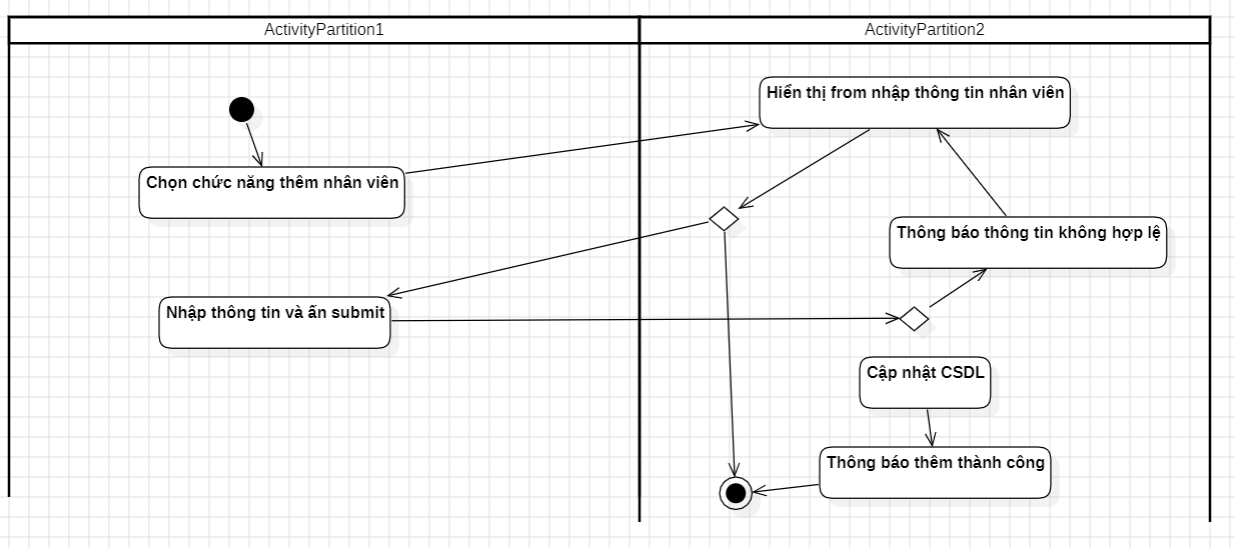 ActivityPartition1
ActivityPartition2
Hiển thị from nhập thông tin nhân viên
Chọn chức năng thêm nhân viên
Thông báo thông tin không hợp lệ
Nhập thông tin và ấn submit
Cập nhật CSDL
Thông báo thêm thành công